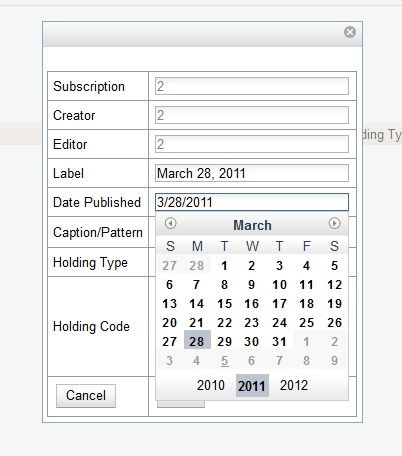 Subscription 2
Creator 2
Editor 2
Label March 28, 2011
ding Ty
Date Published 3/28/2011
Caption/Pattern
March
Holding Type
S M T W T F S
27 28 1 2 3 4 5
6 7 8 9 10 11 12
13 14 15 16 17 18 19
Holding Code
20 21 22 23 24 25 26
27 28 29 30 31 1 2
3 4 5 6 7 8 9
2010 2011 2012
Cancel